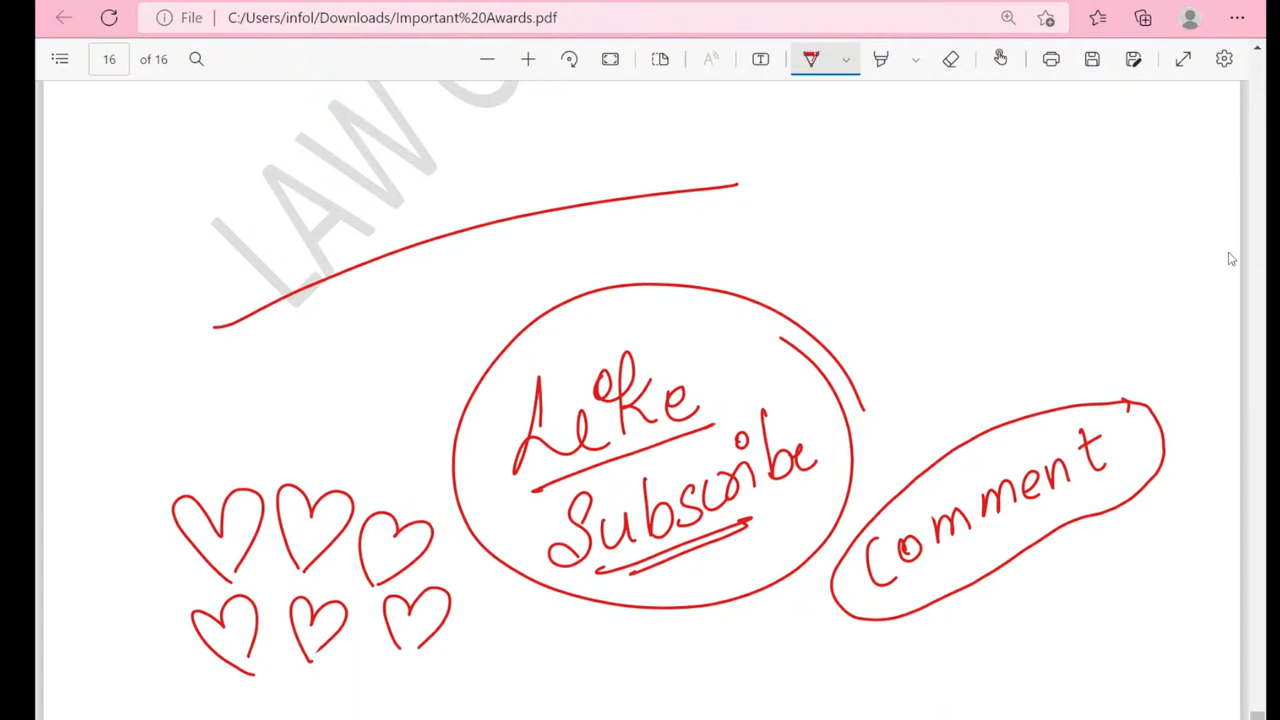 File C:/Users/infol/Downloads/Important%20Awards.pdf
16 of 16
LAW
Like
Subscribe
Comment